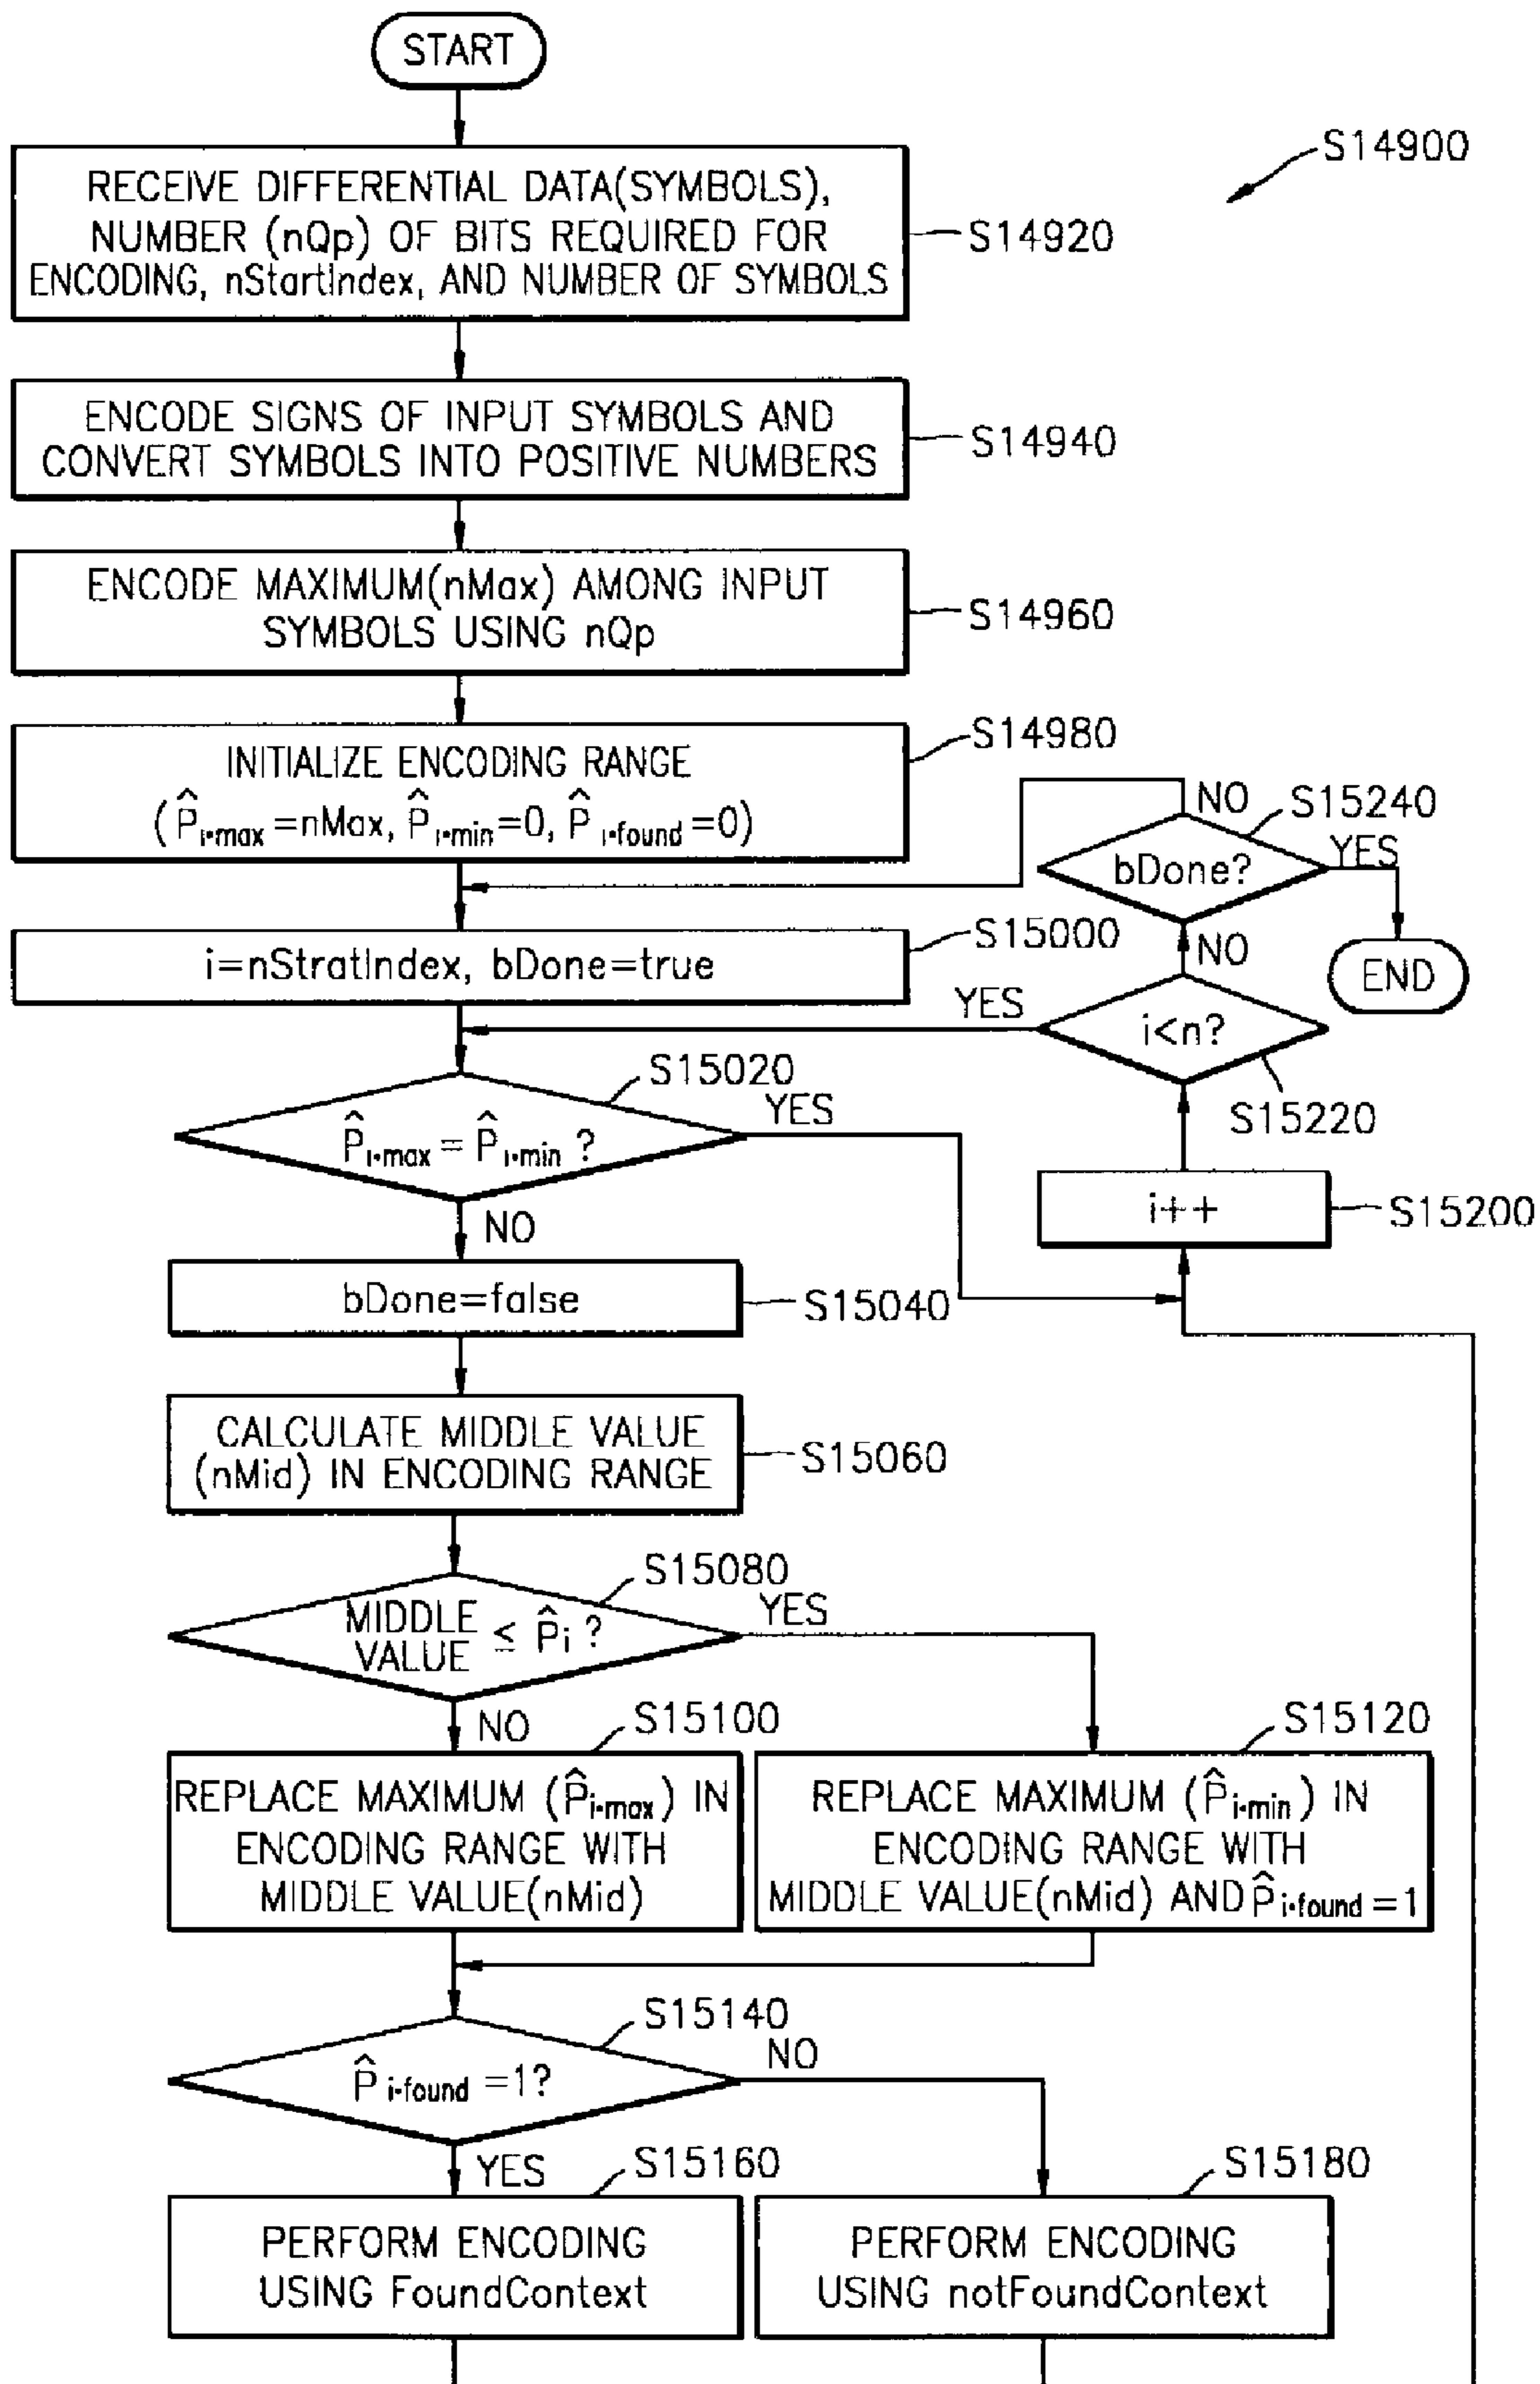 START
S14900
RECEIVE DIFFERENTIAL DATA(SYMBOLS),
NUMBER (nQp) OF BITS REQUIRED FOR
ENCODING, nStartIndex, AND NUMBER OF SYMBOLS
S14920
ENCODE SIGNS OF INPUT SYMBOLS AND
CONVERT SYMBOLS INTO POSITIVE NUMBERS
S14940
ENCODE MAXIMUM(nMax) AMONG INPUT
SYMBOLS USING nQp
S14960
INITIALIZE ENCODING RANGE
(P̂i·max=nMax, P̂i·min=0, P̂i·found=0)
S14980
NO
S15240
bDone?
YES
i=nStratIndex, bDone=true
S15000
NO
END
YES
i<n?
S15220
S15020
P̂i·max = P̂i·min ?
YES
NO
i++
S15200
bDone=false
S15040
CALCULATE MIDDLE VALUE
(nMid) IN ENCODING RANGE
S15060
S15080
MIDDLE
VALUE ≤ P̂i ?
YES
NO
S15100
REPLACE MAXIMUM (P̂i·max) IN
ENCODING RANGE WITH
MIDDLE VALUE(nMid)
S15120
REPLACE MAXIMUM (P̂i·min) IN
ENCODING RANGE WITH
MIDDLE VALUE(nMid) AND P̂i·found = 1
S15140
P̂i·found =1?
NO
YES
S15160
PERFORM ENCODING
USING FoundContext
S15180
PERFORM ENCODING
USING notFoundContext